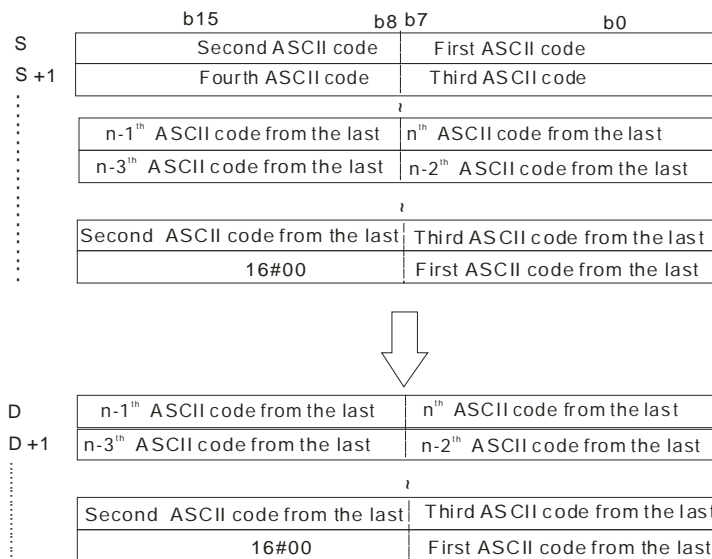 b15 b8 b7 b0
S Second ASCII code First ASCII code
S +1 Fourth ASCII code Third ASCII code
n-1th ASCII code from the last nth ASCII code from the last
n-3th ASCII code from the last n-2th ASCII code from the last
Second ASCII code from the last Third ASCII code from the last
16#00 First ASCII code from the last
D n-1th ASCII code from the last nth ASCII code from the last
D +1 n-3th ASCII code from the last n-2th ASCII code from the last
Second ASCII code from the last Third ASCII code from the last
16#00 First ASCII code from the last